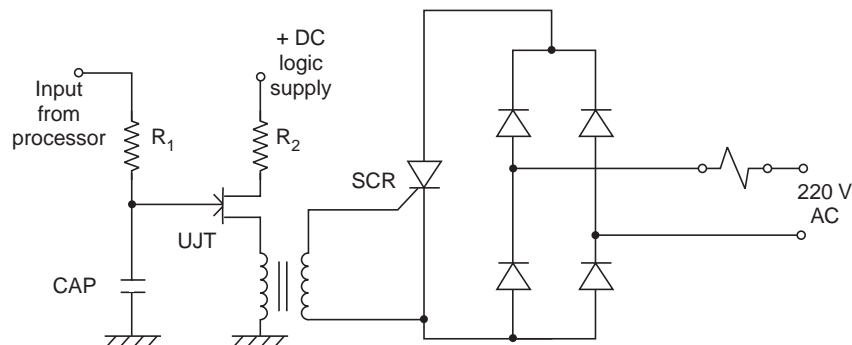 Input
from
processor
R1
+ DC
logic
supply
R2
SCR
UJT
CAP
220 V
AC